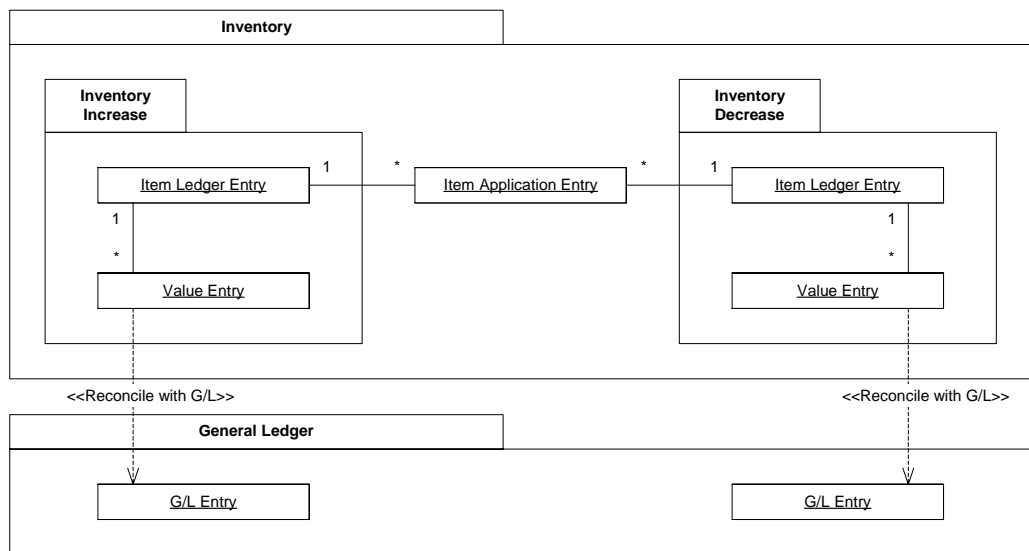 Inventory
Inventory
Increase
Inventory
Decrease
1
*
*
1
Item Ledger Entry
Item Application Entry
Item Ledger Entry
1
1
*
*
Value Entry
Value Entry
<<Reconcile with G/L>>
<<Reconcile with G/L>>
General Ledger
G/L Entry
G/L Entry